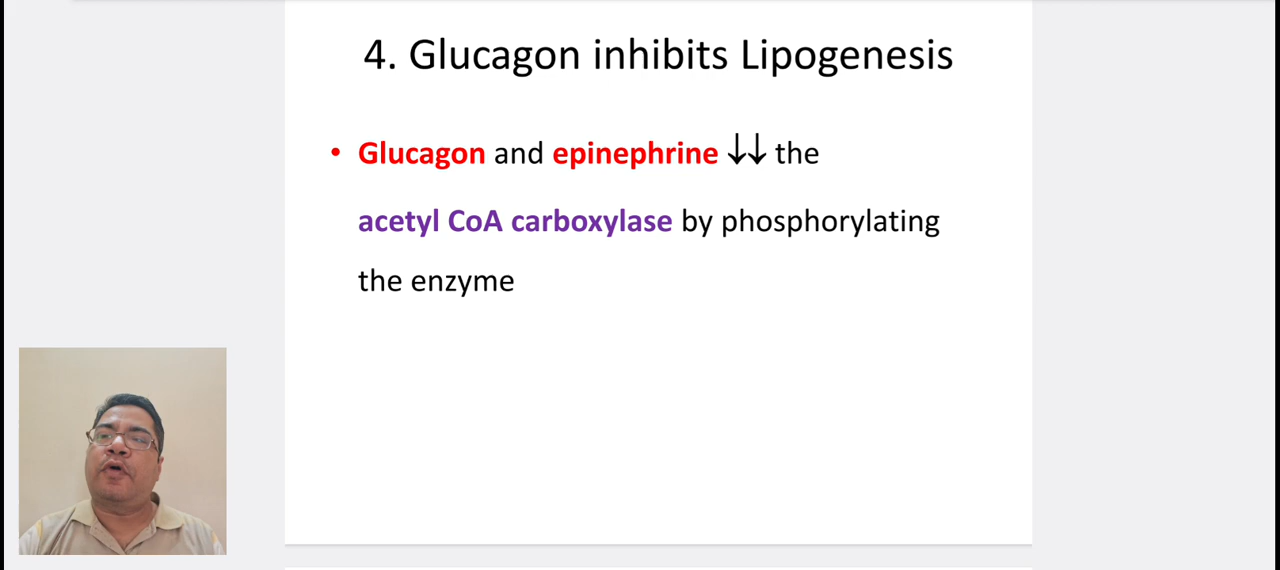 4. Glucagon inhibits Lipogenesis
• Glucagon and epinephrine ↓↓ the
acetyl CoA carboxylase by phosphorylating
the enzyme